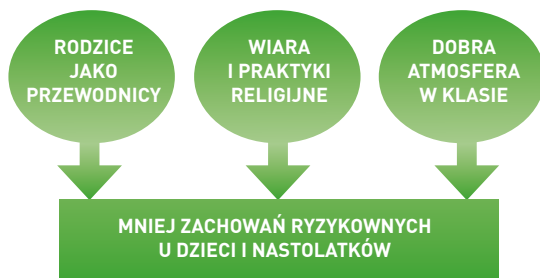 RODZICE
JAKO
PRZEWODNICY
WIARA
I PRAKTYKI
RELIGIJNE
DOBRA
ATMOSFERA
W KLASIE
MNIEJ ZACHOWAŃ RYZYKOWNYCH
U DZIECI I NASTOLATKÓW